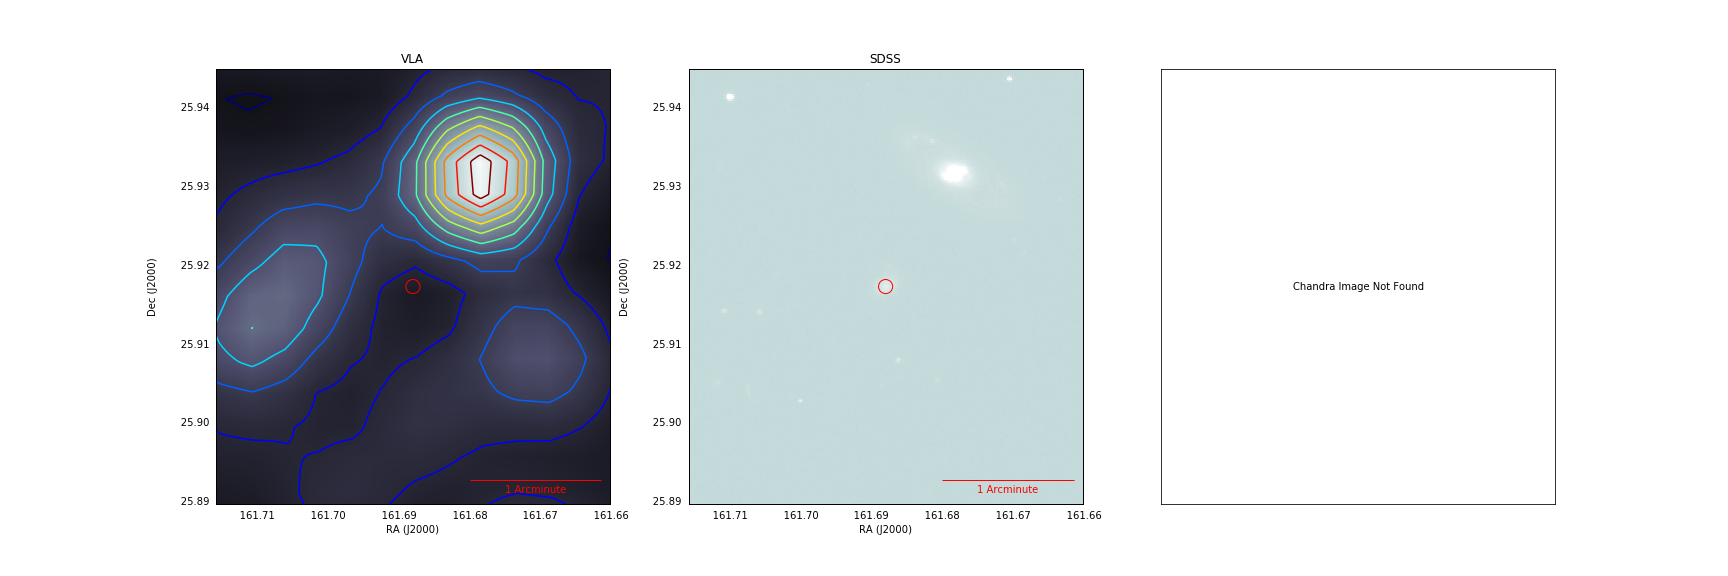 VLA
SDSS
25.94
25.93
25.92
25.91
25.90
25.89
Dec (J2000)
161.71
161.70
161.69
161.68
161.67
161.66
RA (J2000)
1 Arcminute
25.94
25.93
25.92
25.91
25.90
25.89
Dec (J2000)
161.71
161.70
161.69
161.68
161.67
161.66
RA (J2000)
1 Arcminute
Chandra Image Not Found